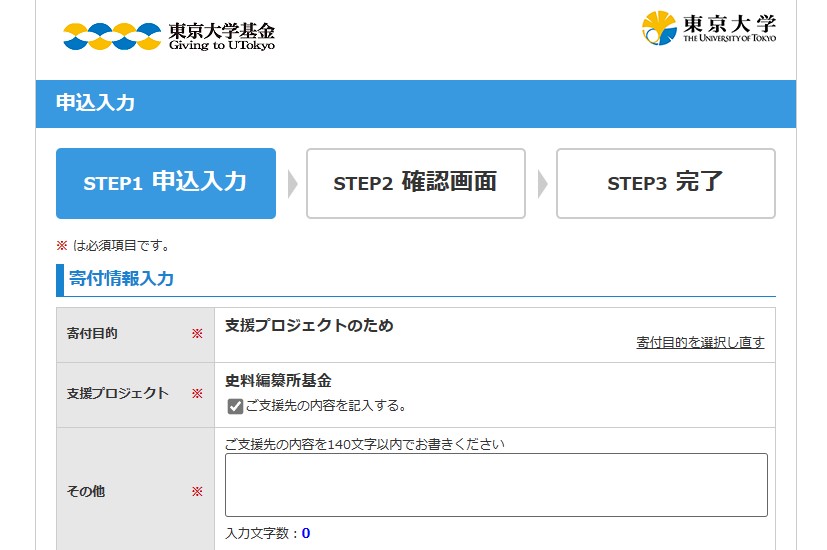 東京大学基金
Giving to UTokyo
東京大学
THE UNIVERSITY OF TOKYO
申込入力
STEP1 申込入力
STEP2 確認画面
STEP3 完了
※ は必須項目です。
寄付情報入力
寄付目的 ※
支援プロジェクトのため
寄付目的を選択し直す
支援プロジェクト ※
史料編纂所基金
ご支援先の内容を記入する。
ご支援先の内容を140文字以内でお書きください
その他 ※
入力文字数：0